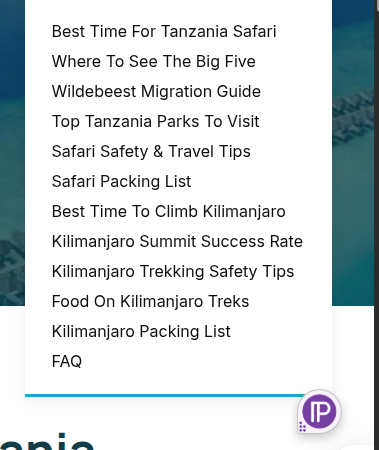 Best Time For Tanzania Safari
Where To See The Big Five
Wildebeest Migration Guide
Top Tanzania Parks To Visit
Safari Safety & Travel Tips
Safari Packing List
Best Time To Climb Kilimanjaro
Kilimanjaro Summit Success Rate
Kilimanjaro Trekking Safety Tips
Food On Kilimanjaro Treks
Kilimanjaro Packing List
FAQ
IP